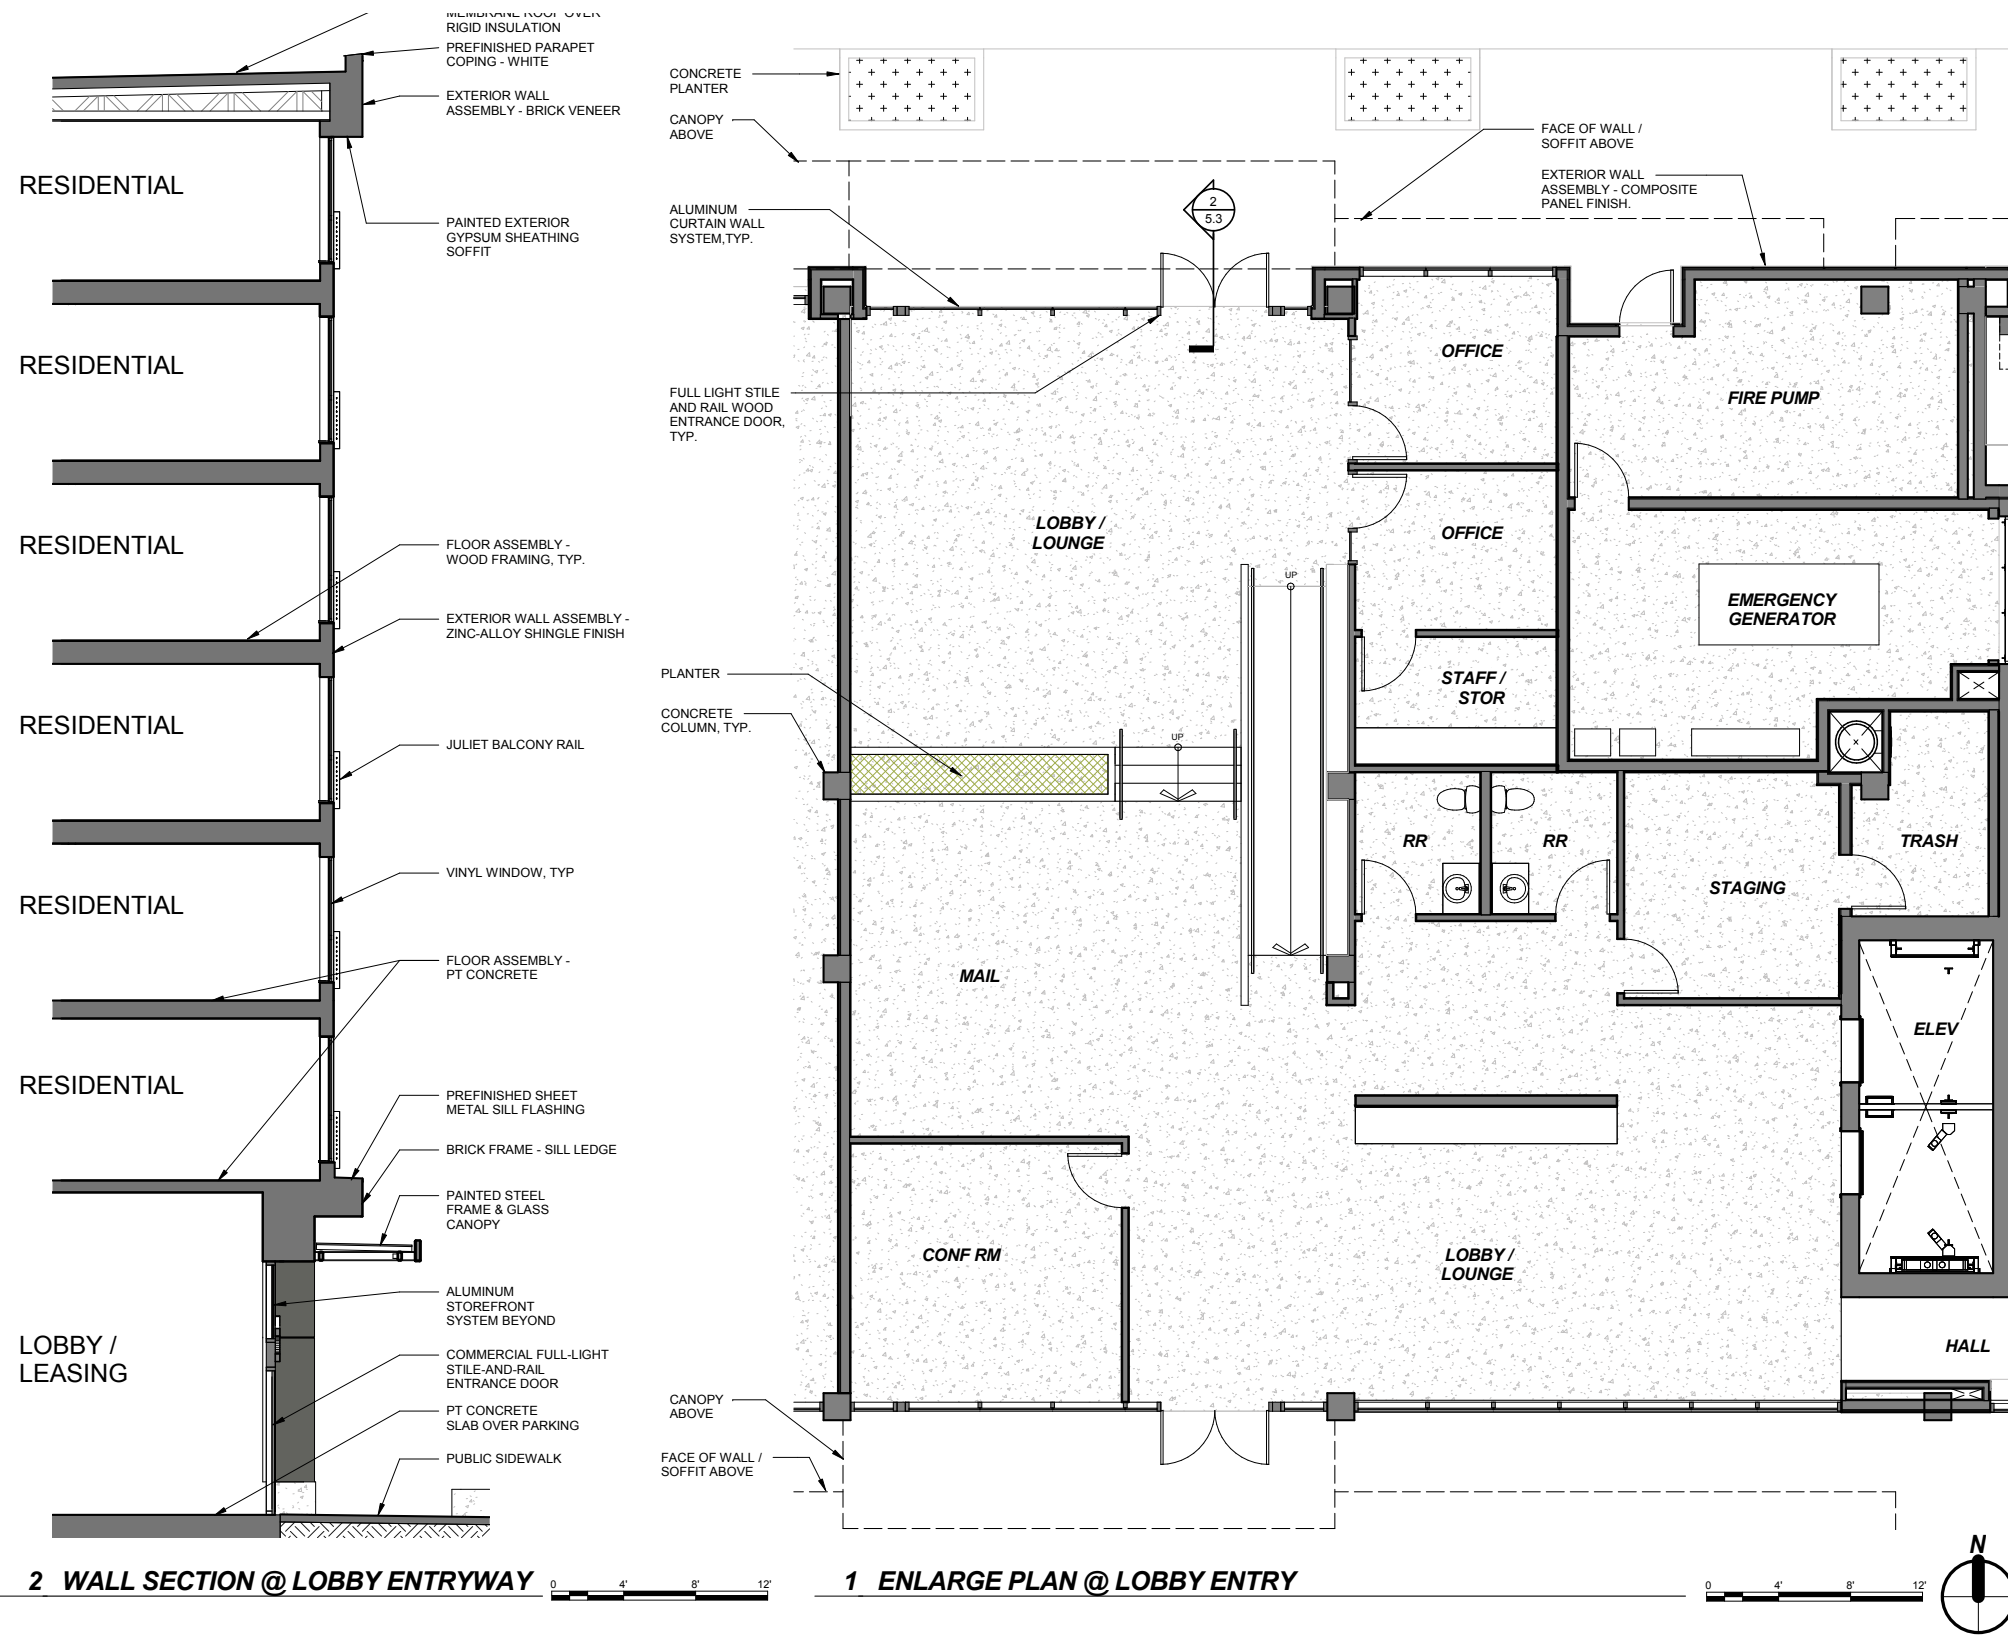 MEMBRANE ROOF OVER
RIGID INSULATION
PREFINISHED PARAPET
COPING - WHITE
EXTERIOR WALL
ASSEMBLY - BRICK VENEER
RESIDENTIAL
PAINTED EXTERIOR
GYPSUM SHEATHING
SOFFIT
RESIDENTIAL
RESIDENTIAL
FLOOR ASSEMBLY -
WOOD FRAMING, TYP.
EXTERIOR WALL ASSEMBLY -
ZINC-ALLOY SHINGLE FINISH
RESIDENTIAL
JULIET BALCONY RAIL
VINYL WINDOW, TYP
RESIDENTIAL
FLOOR ASSEMBLY -
PT CONCRETE
RESIDENTIAL
PREFINISHED SHEET
METAL SILL FLASHING
BRICK FRAME - SILL LEDGE
PAINTED STEEL
FRAME & GLASS
CANOPY
ALUMINUM
STOREFRONT
SYSTEM BEYOND
LOBBY /
LEASING
COMMERCIAL FULL-LIGHT
STILE-AND-RAIL
ENTRANCE DOOR
PT CONCRETE
SLAB OVER PARKING
PUBLIC SIDEWALK
2 WALL SECTION @ LOBBY ENTRYWAY
0 4' 8' 12'
CONCRETE
PLANTER
CANOPY
ABOVE
ALUMINUM
CURTAIN WALL
SYSTEM,TYP.
FULL LIGHT STILE
AND RAIL WOOD
ENTRANCE DOOR,
TYP.
PLANTER
CONCRETE
COLUMN, TYP.
CANOPY
ABOVE
FACE OF WALL /
SOFFIT ABOVE
FACE OF WALL /
SOFFIT ABOVE
EXTERIOR WALL
ASSEMBLY - COMPOSITE
PANEL FINISH.
2
5.3
OFFICE
FIRE PUMP
LOBBY /
LOUNGE
OFFICE
UP
EMERGENCY
GENERATOR
STAFF /
STOR
UP
RR
RR
TRASH
STAGING
MAIL
ELEV
CONF RM
LOBBY /
LOUNGE
HALL
1 ENLARGE PLAN @ LOBBY ENTRY
0 4' 8' 12'
N